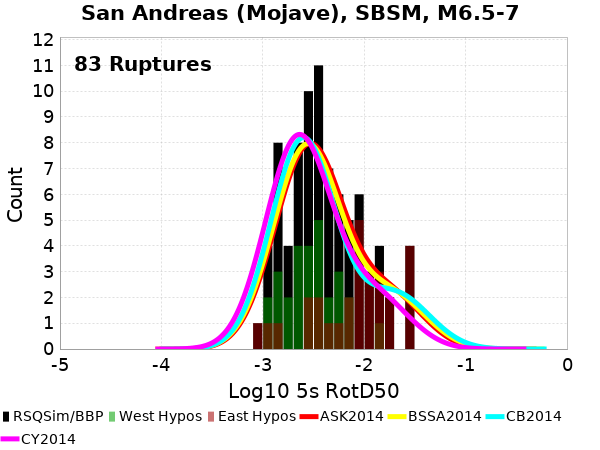 San Andreas (Mojave), SBSM, M6.5-7
83 Ruptures
Count
12
11
10
9
8
7
6
5
4
3
2
1
0
-5 -4 -3 -2 -1 0
Log10 5s RotD50
RSQSim/BBP West Hypos East Hypos ASK2014 BSSA2014 CB2014
CY2014